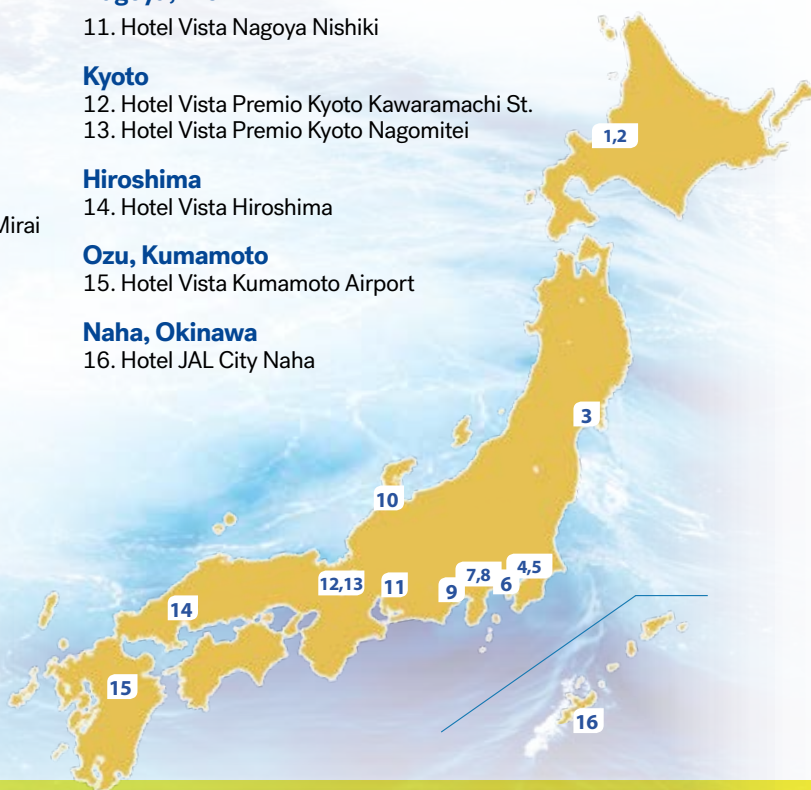 11. Hotel Vista Nagoya Nishiki
Kyoto
12. Hotel Vista Premio Kyoto Kawaramachi St.
13. Hotel Vista Premio Kyoto Nagomitei
Hiroshima
14. Hotel Vista Hiroshima
Mirai
Ozu, Kumamoto
15. Hotel Vista Kumamoto Airport
Naha, Okinawa
16. Hotel JAL City Naha
1,2
3
10
4,5
7,8
6
12,13
11
9
14
15
16